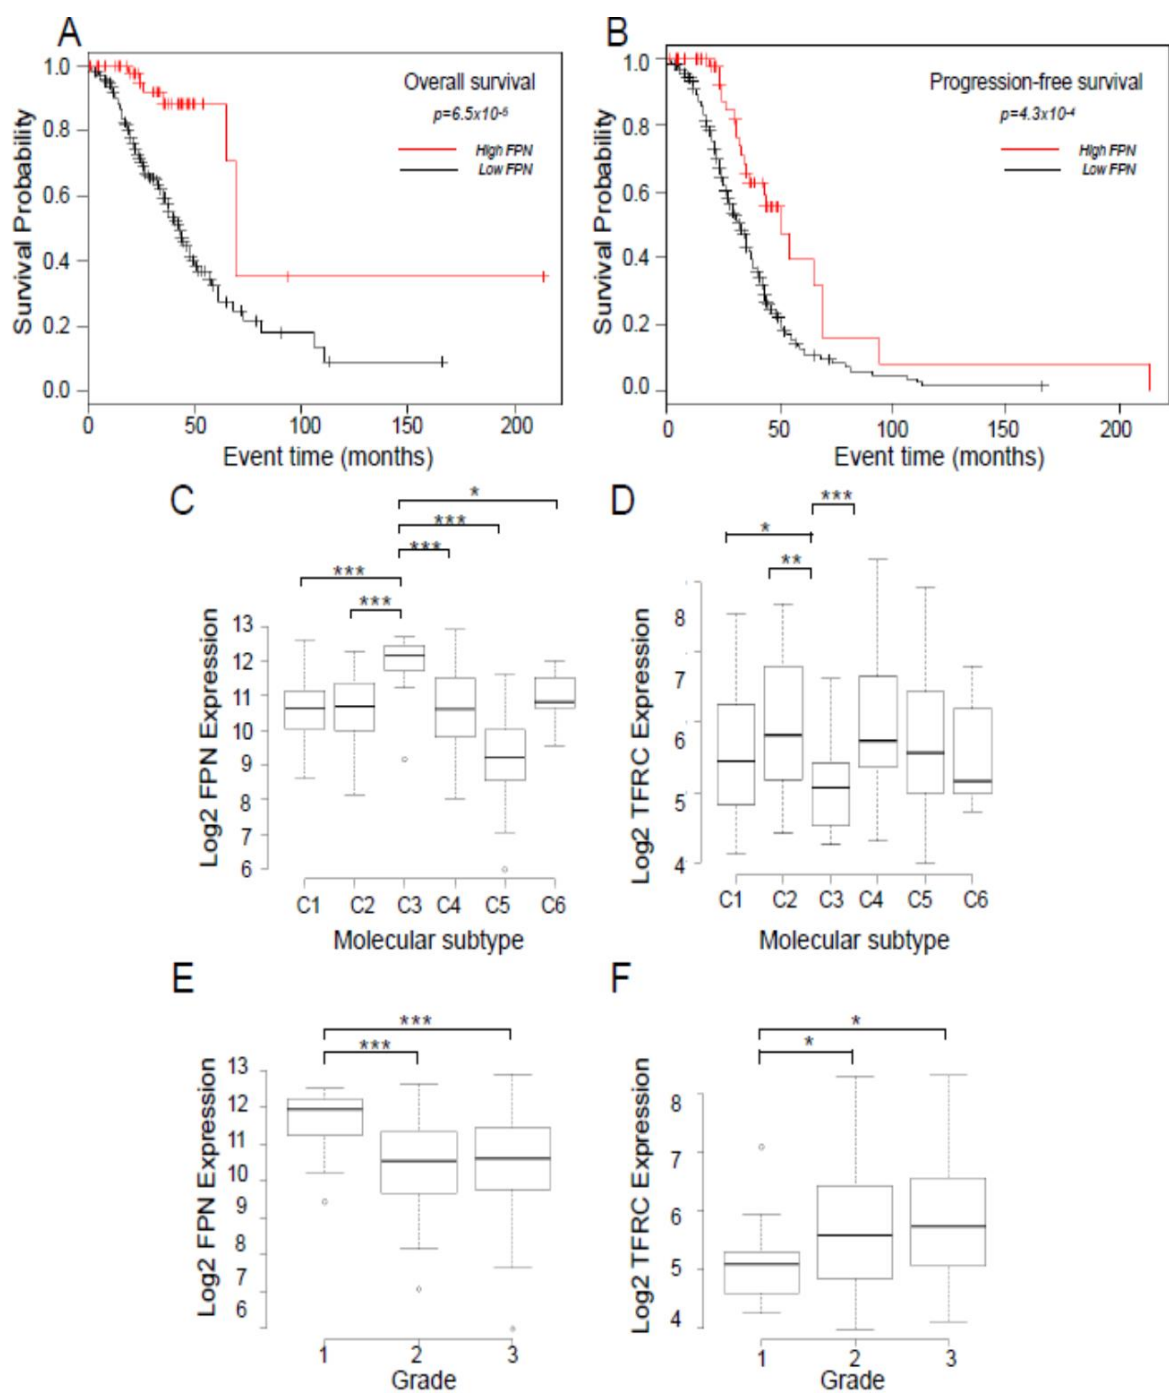 A
Overall survival
p=6.5x10-6
High FPN
Low FPN
Survival Probability
1.0
0.8
0.6
0.4
0.2
0.0
0 50 100 150 200
Event time (months)
B
Progression-free survival
p=4.3x10-4
High FPN
Low FPN
Survival Probability
1.0
0.8
0.6
0.4
0.2
0.0
0 50 100 150 200
Event time (months)
C
*
***
***
***
***
Log2 FPN Expression
13
12
11
10
9
8
7
6
C1 C2 C3 C4 C5 C6
Molecular subtype
D
***
*
**
Log2 TFRC Expression
8
7
6
5
4
C1 C2 C3 C4 C5 C6
Molecular subtype
E
***
***
Log2 FPN Expression
13
12
11
10
9
8
7
6
1 2 3
Grade
F
*
*
Log2 TFRC Expression
8
7
6
5
4
1 2 3
Grade